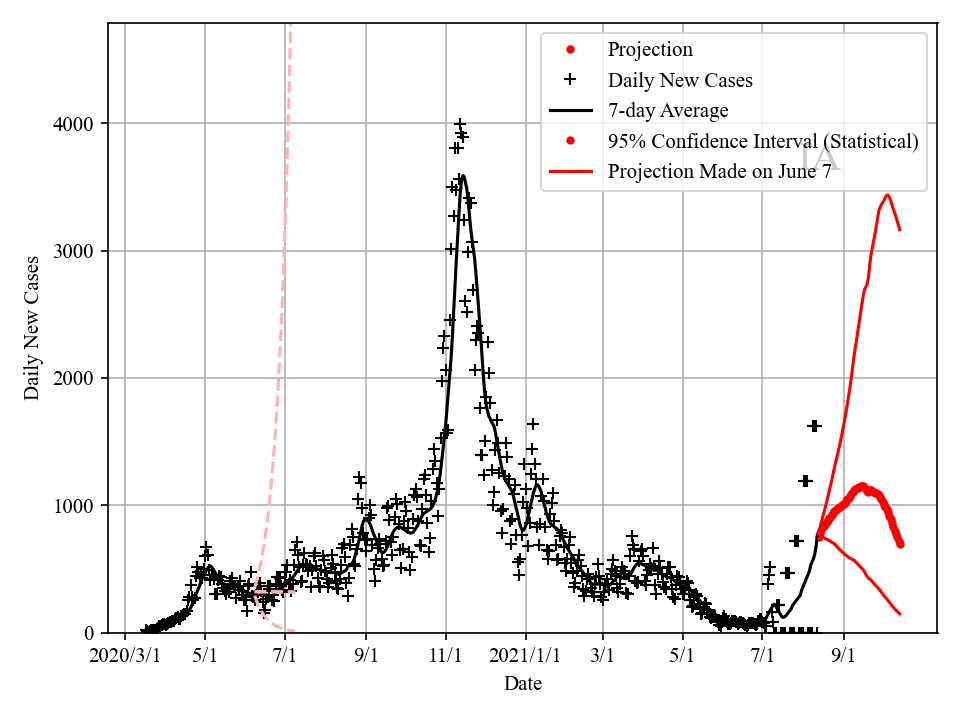 Projection
Daily New Cases
7-day Average
95% Confidence Interval (Statistical)
Projection Made on June 7
IA
4000
3000
2000
1000
0
Daily New Cases
2020/3/1 5/1 7/1 9/1 11/1 2021/1/1 3/1 5/1 7/1 9/1
Date